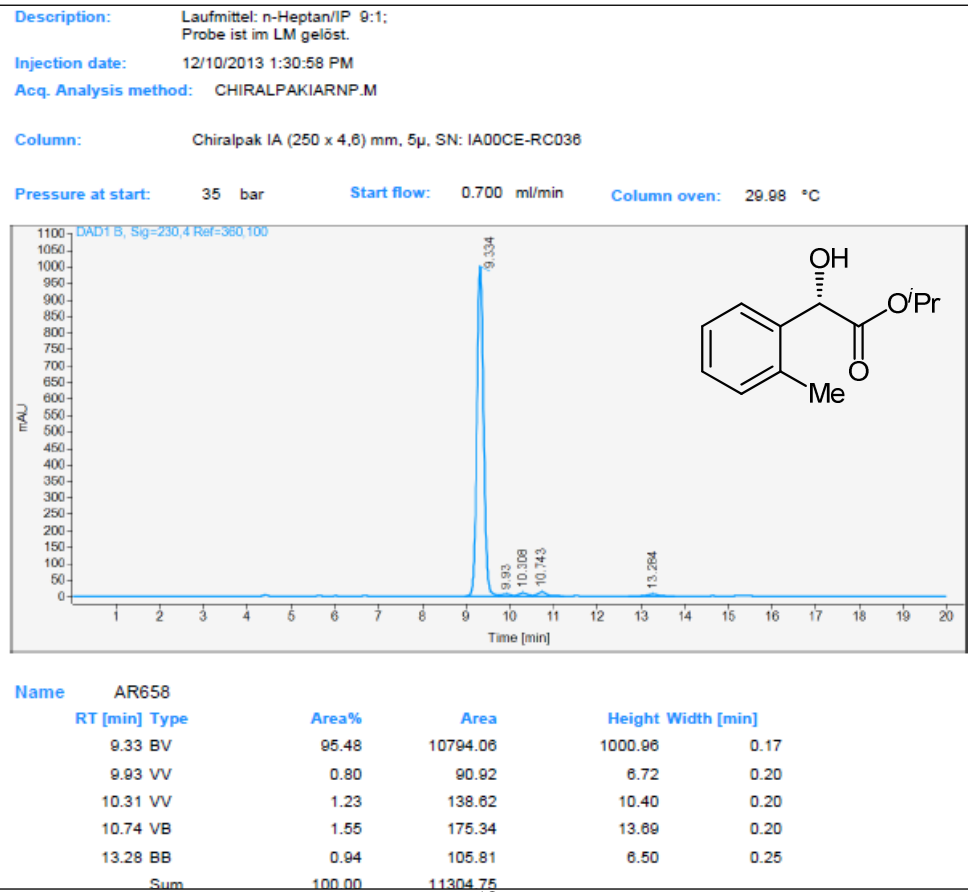 Description: Laufmittel: n-Heptan/IP 9:1;
Probe ist im LM gelöst.
Injection date: 12/10/2013 1:30:58 PM
Acq. Analysis method: CHIRALPAKIARNP.M
Column: Chiralpak IA (250 x 4,6) mm, 5µ, SN: IA00CE-RC036
Pressure at start: 35 bar Start flow: 0.700 ml/min Column oven: 29.98 °C
DAD1 B, Sig=230,4 Ref=360,100
1100
1050
1000
950
900
850
800
750
700
650
600
550
500
450
400
350
300
250
200
150
100
50
0
mAU
9.334
9.93
10.308
10.743
13.284
OH
OiPr
O
Me
1 2 3 4 5 6 7 8 9 10 11 12 13 14 15 16 17 18 19 20
Time [min]
Name AR658
RT [min] Type Area% Area Height Width [min]
9.33 BV 95.48 10794.06 1000.96 0.17
9.93 VV 0.80 90.92 6.72 0.20
10.31 VV 1.23 138.62 10.40 0.20
10.74 VB 1.55 175.34 13.69 0.20
13.28 BB 0.94 105.81 6.50 0.25
Sum 100.00 11304.75